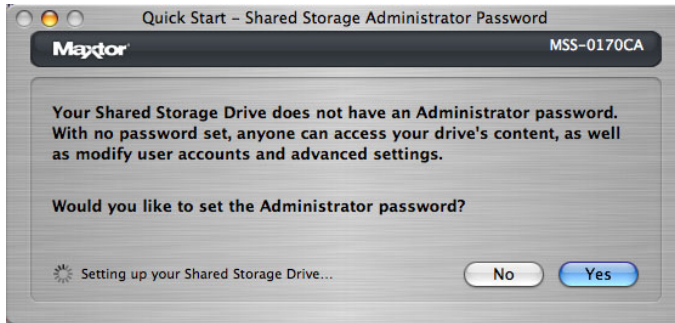 Quick Start – Shared Storage Administrator Password
Maxtor
MSS-0170CA
Your Shared Storage Drive does not have an Administrator password.
With no password set, anyone can access your drive's content, as well
as modify user accounts and advanced settings.
Would you like to set the Administrator password?
Setting up your Shared Storage Drive...
No
Yes